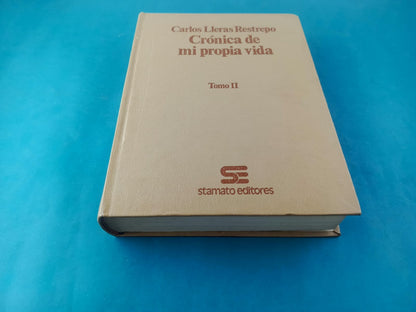 Carlos Lleras Restrepo
Crónica de
mi propia vida
Tomo II
SE
stamato editores